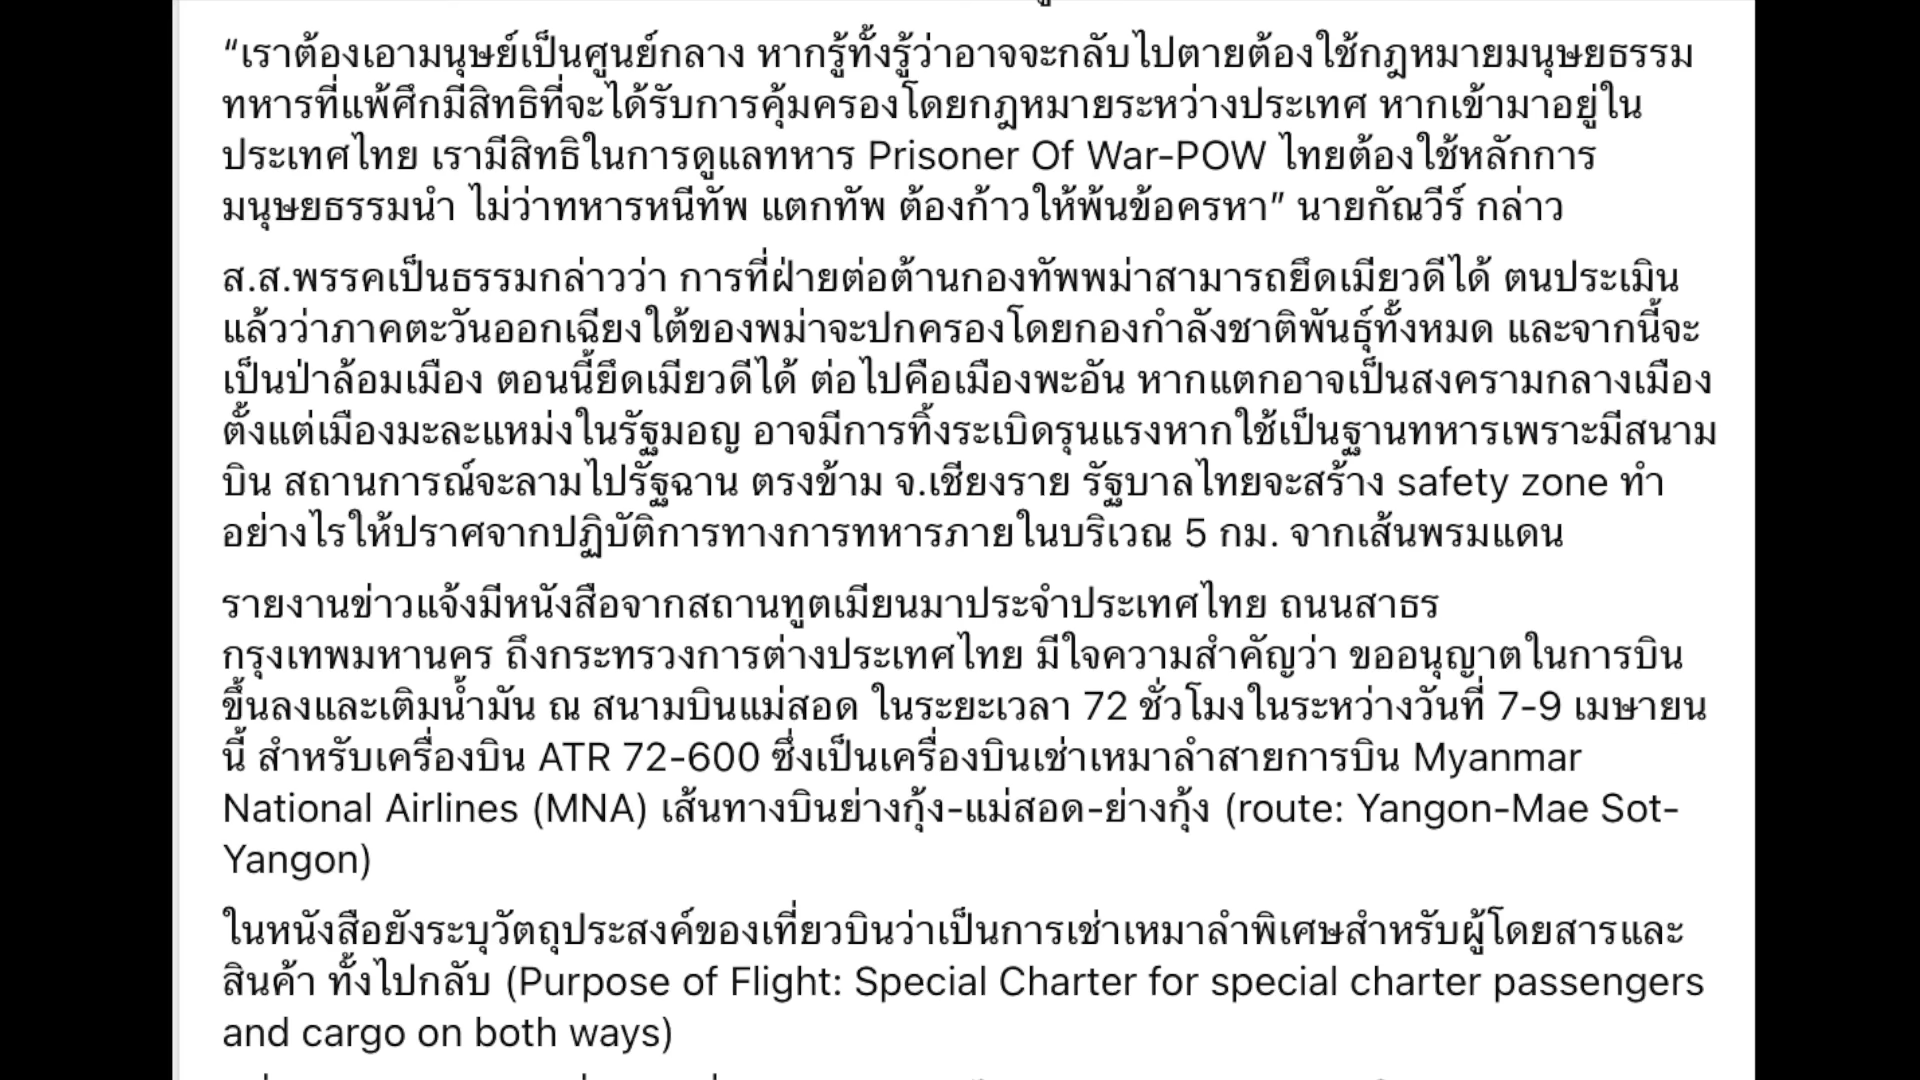 “เราต้องเอามนุษย์เป็นศูนย์กลาง หากรู้ทั้งรู้ว่าอาจจะกลับไปตายต้องใช้กฎหมายมนุษยธรรม
ทหารที่แพ้ศึกมีสิทธิที่จะได้รับการคุ้มครองโดยกฎหมายระหว่างประเทศ หากเข้ามาอยู่ใน
ประเทศไทย เรามีสิทธิในการดูแลทหาร Prisoner Of War-POW ไทยต้องใช้หลักการ
มนุษยธรรมนำ ไม่ว่าทหารหนีทัพ แตกทัพ ต้องก้าวให้พ้นข้อครหา” นายกัณวีร์ กล่าว
ส.ส.พรรคเป็นธรรมกล่าวว่า การที่ฝ่ายต่อต้านกองทัพพม่าสามารถยึดเมียวดีได้ ตนประเมิน
แล้วว่าภาคตะวันออกเฉียงใต้ของพม่าจะปกครองโดยกองกำลังชาติพันธุ์ทั้งหมด และจากนี้จะ
เป็นป่าล้อมเมือง ตอนนี้ยึดเมียวดีได้ ต่อไปคือเมืองพะอัน หากแตกอาจเป็นสงครามกลางเมือง
ตั้งแต่เมืองมะละแหม่งในรัฐมอญ อาจมีการทิ้งระเบิดรุนแรงหากใช้เป็นฐานทหารเพราะมีสนาม
บิน สถานการณ์จะลามไปรัฐฉาน ตรงข้าม จ.เชียงราย รัฐบาลไทยจะสร้าง safety zone ทำ
อย่างไรให้ปราศจากปฏิบัติการทางการทหารภายในบริเวณ 5 กม. จากเส้นพรมแดน
รายงานข่าวแจ้งมีหนังสือจากสถานทูตเมียนมาประจำประเทศไทย ถนนสาธร
กรุงเทพมหานคร ถึงกระทรวงการต่างประเทศไทย มีใจความสำคัญว่า ขออนุญาตในการบิน
ขึ้นลงและเติมน้ำมัน ณ สนามบินแม่สอด ในระยะเวลา 72 ชั่วโมงในระหว่างวันที่ 7-9 เมษายน
นี้ สำหรับเครื่องบิน ATR 72-600 ซึ่งเป็นเครื่องบินเช่าเหมาลำสายการบิน Myanmar
National Airlines (MNA) เส้นทางบินย่างกุ้ง-แม่สอด-ย่างกุ้ง (route: Yangon-Mae Sot-
Yangon)
ในหนังสือยังระบุวัตถุประสงค์ของเที่ยวบินว่าเป็นการเช่าเหมาลำพิเศษสำหรับผู้โดยสารและ
สินค้า ทั้งไปกลับ (Purpose of Flight: Special Charter for special charter passengers
and cargo on both ways)